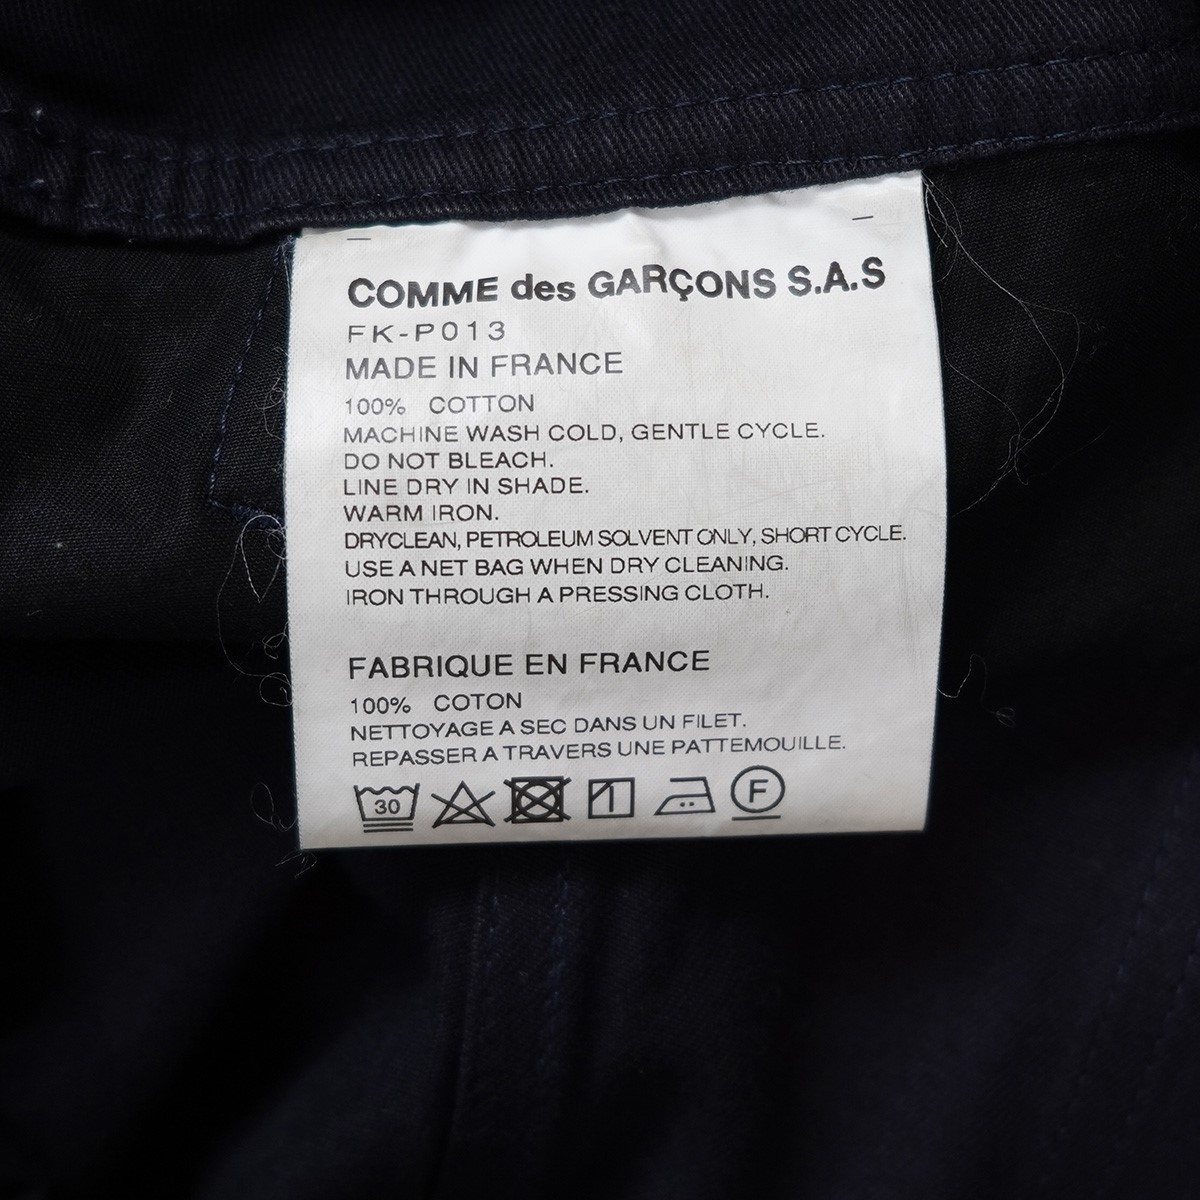 COMME des GARÇONS S.A.S
FK-P013
MADE IN FRANCE
100% COTTON
MACHINE WASH COLD, GENTLE CYCLE.
DO NOT BLEACH.
LINE DRY IN SHADE.
WARM IRON.
DRYCLEAN, PETROLEUM SOLVENT ONLY, SHORT CYCLE.
USE A NET BAG WHEN DRY CLEANING.
IRON THROUGH A PRESSING CLOTH.
FABRIQUE EN FRANCE
100% COTON
NETTOYAGE A SEC DANS UN FILET.
REPASSER A TRAVERS UNE PATTEMOUILLE.
30 F